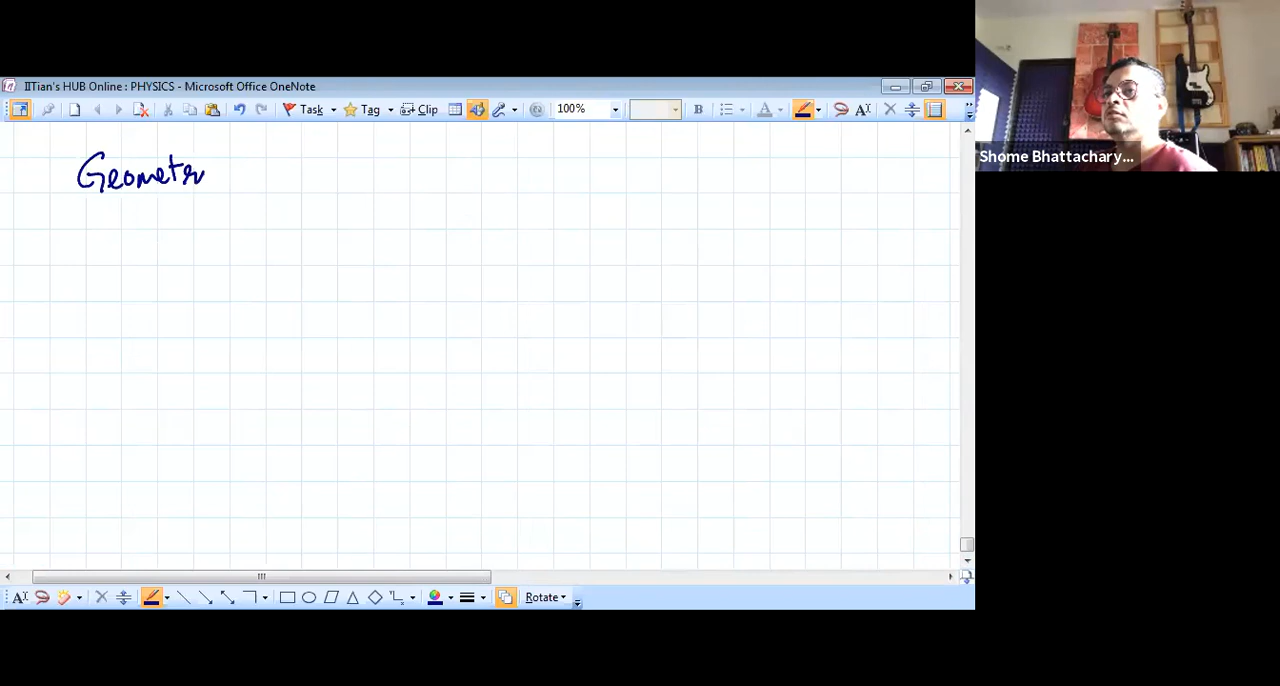 IITian's HUB Online : PHYSICS - Microsoft Office OneNote
Task Tag Clip 100% B A A
Geometr
Shome Bhattachary...
A Rotate